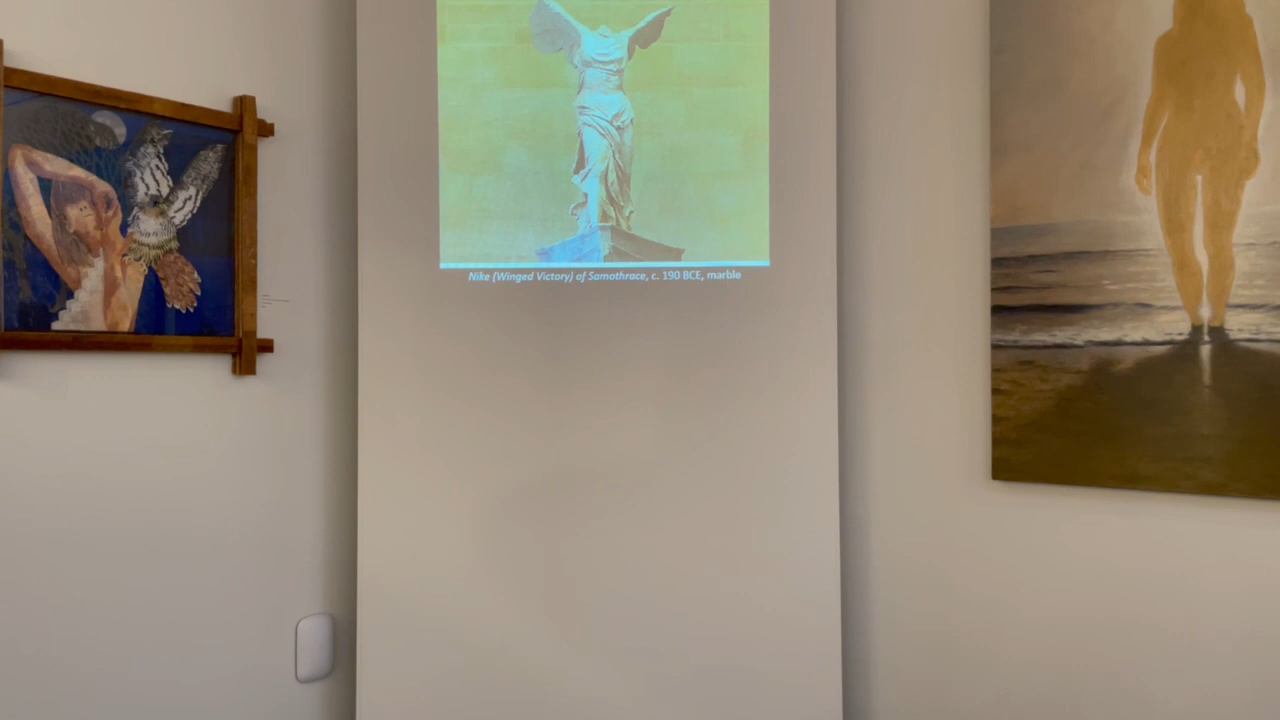 Nike (Winged Victory) of Samothrace, c. 190 BCE, marble